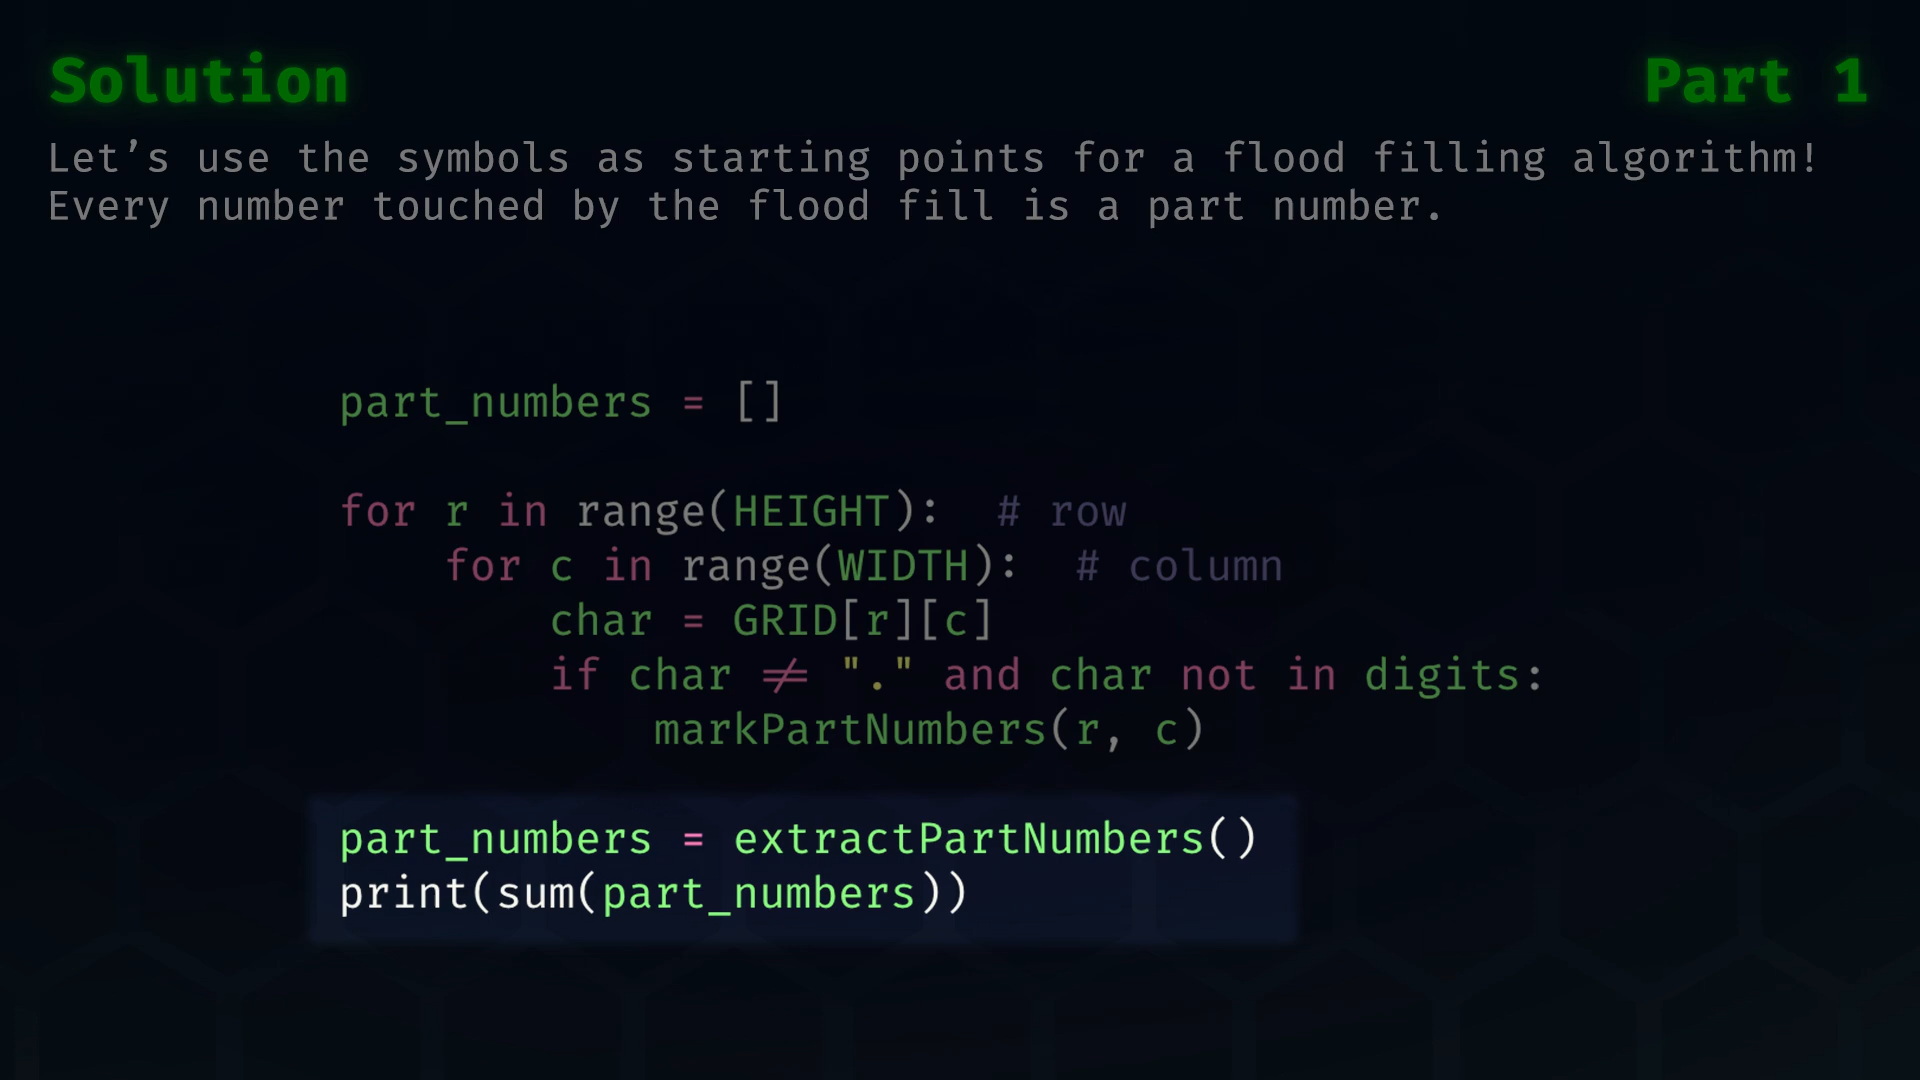 Solution
Part 1
Let’s use the symbols as starting points for a flood filling algorithm!
Every number touched by the flood fill is a part number.
part_numbers = []
for r in range(HEIGHT):  # row
    for c in range(WIDTH):  # column
        char = GRID[r][c]
        if char ≠ "." and char not in digits:
            markPartNumbers(r, c)
part_numbers = extractPartNumbers()
print(sum(part_numbers))